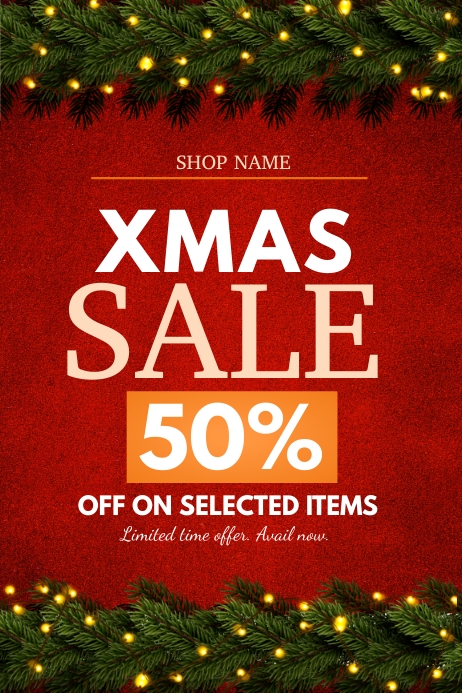 SHOP NAME
XMAS
SALE
50%
OFF ON SELECTED ITEMS
Limited time offer. Avail now.